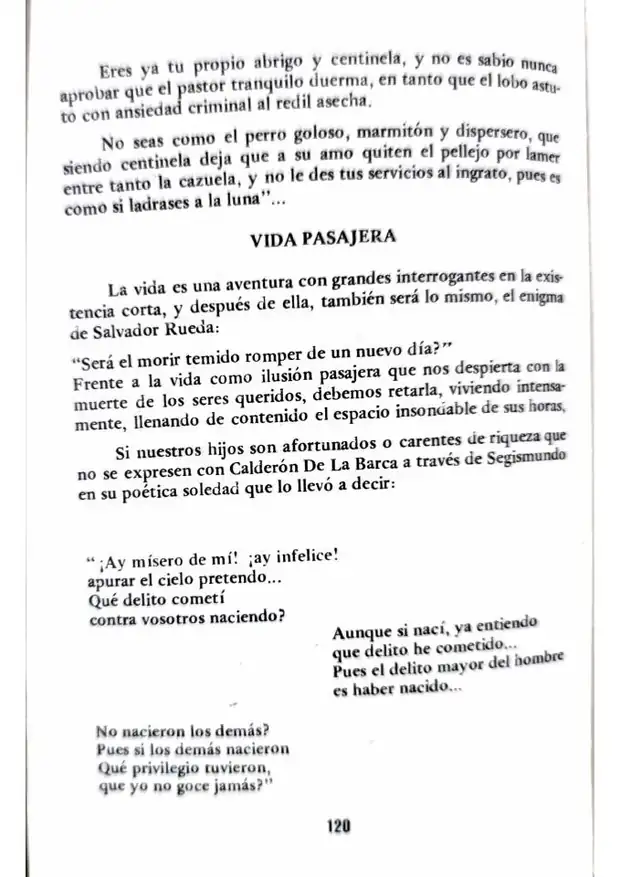 Eres ya tu propio abrigo y centinela, y no es sabio nunca
aprobar que el pastor tranquilo duerma, en tanto que el lobo astu-
to con ansiedad criminal al redil asecha.
No seas como el perro goloso, marmitón y dispersero, que
siendo centinela deja que a su amo quiten el pellejo por lamer
entre tanto la cazuela, y no le des tus servicios al ingrato, pues es
como si ladrases a la luna”...
VIDA PASAJERA
La vida es una aventura con grandes interrogantes en la exis-
tencia corta, y después de ella, también será lo mismo, el enigma
de Salvador Rueda:
“Será el morir temido romper de un nuevo día?”
Frente a la vida como ilusión pasajera que nos despierta con la
muerte de los seres queridos, debemos retarla, viviendo intensa-
mente, llenando de contenido el espacio insondable de sus horas,
Si nuestros hijos son afortunados o carentes de riqueza que
no se expresen con Calderón De La Barca a través de Segismundo
en su poética soledad que lo llevó a decir:
“ ¡Ay mísero de mí! ¡ay infelice!
apurar el cielo pretendo...
Qué delito cometí
contra vosotros naciendo?
Aunque si nací, ya entiendo
que delito he cometido...
Pues el delito mayor del hombre
es haber nacido...
No nacieron los demás?
Pues si los demás nacieron
Qué privilegio tuvieron,
que yo no goce jamás?”
120